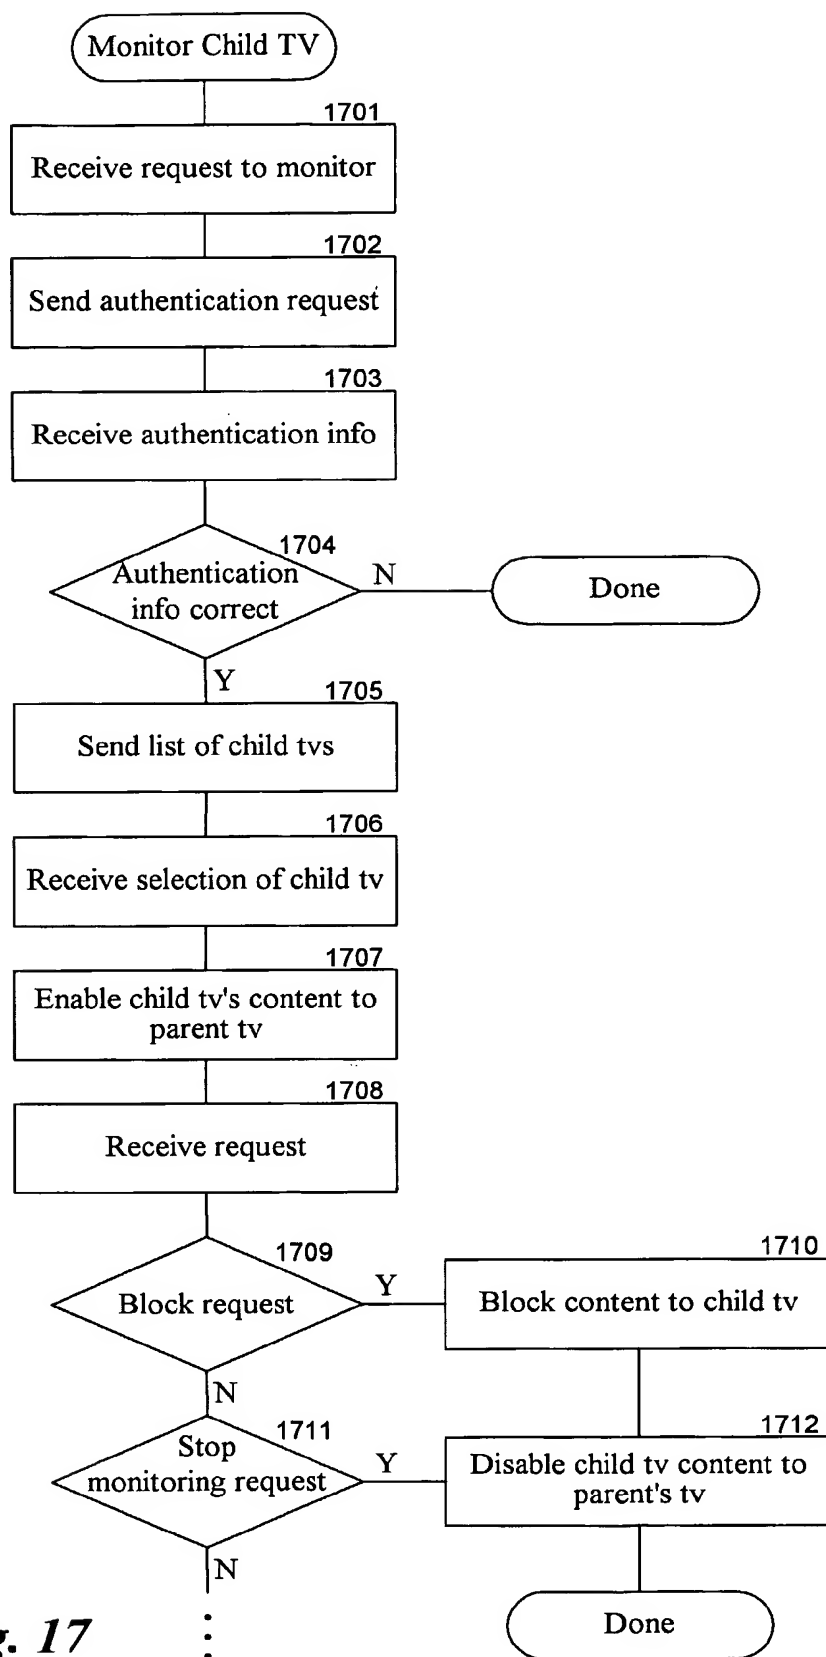 Monitor Child TV
1701
Receive request to monitor
1702
Send authentication request
1703
Receive authentication info
1704
Authentication
info correct
N
Done
Y
1705
Send list of child tvs
1706
Receive selection of child tv
1707
Enable child tv's content to
parent tv
1708
Receive request
1709
Block request
Y
1710
Block content to child tv
N
1711
Stop
monitoring request
Y
1712
Disable child tv content to
parent's tv
N
Done
17